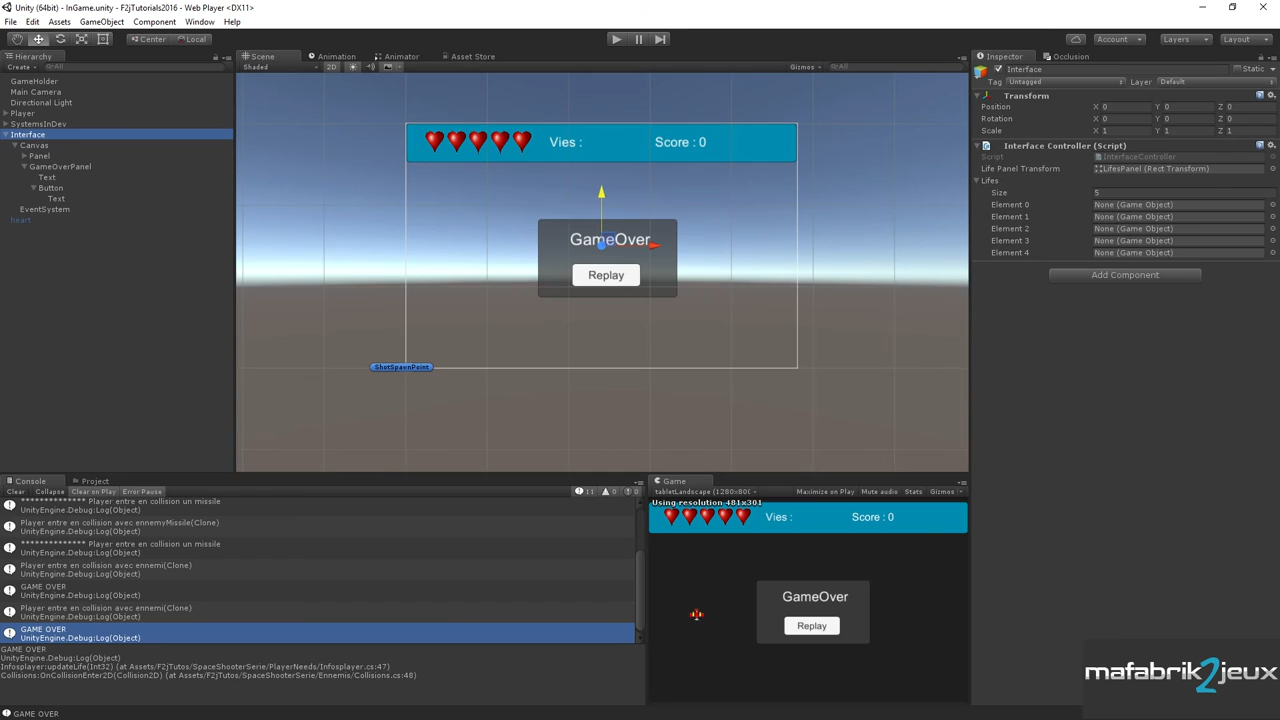 Unity (64bit) - InGame.unity - F2jTutorials2016 - Web Player <DX11>
File Edit Assets GameObject Component Window Help
Center Local Account Layers Layout
Hierarchy Scene Animation Animator Asset Store Inspector Occlusion
Create All Shaded 2D Gizmos All
GameHolder
Main Camera
Directional Light
Player
SystemsInDev
Interface
Canvas
Panel
GameOverPanel
Text
Button
Text
EventSystem
heart
Vies : Score : 0
GameOver
Replay
ShotSpawnPoint
Interface Static
Tag Untagged Layer Default
Transform
Position X 0 Y 0 Z 0
Rotation X 0 Y 0 Z 0
Scale X 1 Y 1 Z 1
Interface Controller (Script)
Script InterfaceController
Life Panel Transform LifesPanel (Rect Transform)
Lifes
Size 5
Element 0 None (Game Object)
Element 1 None (Game Object)
Element 2 None (Game Object)
Element 3 None (Game Object)
Element 4 None (Game Object)
Add Component
Console Project
Clear Collapse Clear on Play Error Pause 11 0 0
************** Player entre en collision un missile
UnityEngine.Debug:Log(Object)
Player entre en collision avec ennemyMissile(Clone)
UnityEngine.Debug:Log(Object)
************** Player entre en collision un missile
UnityEngine.Debug:Log(Object)
Player entre en collision avec ennemi(Clone)
UnityEngine.Debug:Log(Object)
GAME OVER
UnityEngine.Debug:Log(Object)
Player entre en collision avec ennemi(Clone)
UnityEngine.Debug:Log(Object)
GAME OVER
UnityEngine.Debug:Log(Object)
GAME OVER
UnityEngine.Debug:Log(Object)
Infosplayer:updateLife(Int32) (at Assets/F2jTutos/SpaceShooterSerie/PlayerNeeds/Infosplayer.cs:47)
Collisions:OnCollisionEnter2D(Collision2D) (at Assets/F2jTutos/SpaceShooterSerie/Ennemis/Collisions.cs:48)
GAME OVER
Game
tabletLandscape (1280x800 Maximize on Play Mute audio Stats Gizmos
Using resolution 481x301
Vies : Score : 0
GameOver
Replay
mafabrik2jeux